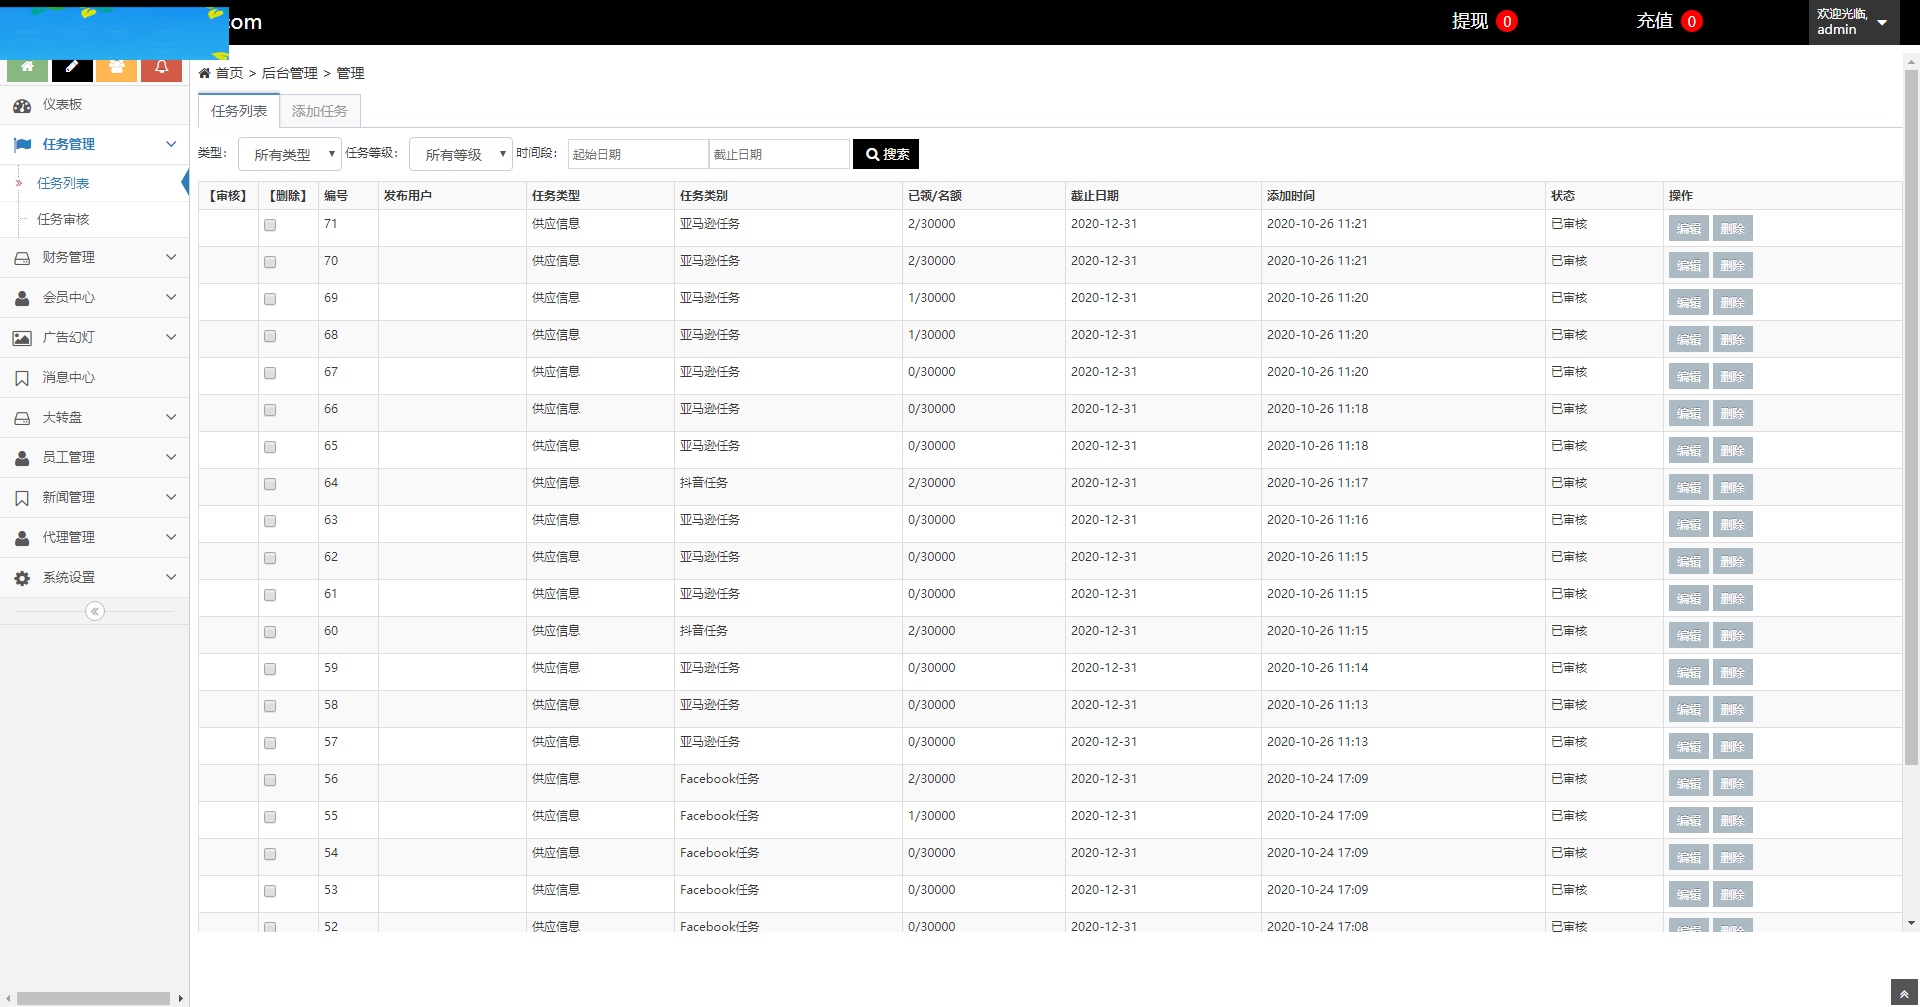 .com
提现 0
充值 0
欢迎光临,
admin
首页 > 后台管理 > 管理
仪表板
任务管理
任务列表
任务审核
财务管理
会员中心
广告幻灯
消息中心
大转盘
员工管理
新闻管理
代理管理
系统设置
任务列表 添加任务
类型: 所有类型 任务等级: 所有等级 时间段: 起始日期 截止日期 搜索
【审核】 【删除】 编号 发布用户 任务类型 任务类别 已领/名额 截止日期 添加时间 状态 操作
71 供应信息 亚马逊任务 2/30000 2020-12-31 2020-10-26 11:21 已审核 编辑 删除
70 供应信息 亚马逊任务 2/30000 2020-12-31 2020-10-26 11:21 已审核 编辑 删除
69 供应信息 亚马逊任务 1/30000 2020-12-31 2020-10-26 11:20 已审核 编辑 删除
68 供应信息 亚马逊任务 1/30000 2020-12-31 2020-10-26 11:20 已审核 编辑 删除
67 供应信息 亚马逊任务 0/30000 2020-12-31 2020-10-26 11:20 已审核 编辑 删除
66 供应信息 亚马逊任务 0/30000 2020-12-31 2020-10-26 11:18 已审核 编辑 删除
65 供应信息 亚马逊任务 0/30000 2020-12-31 2020-10-26 11:18 已审核 编辑 删除
64 供应信息 抖音任务 2/30000 2020-12-31 2020-10-26 11:17 已审核 编辑 删除
63 供应信息 亚马逊任务 0/30000 2020-12-31 2020-10-26 11:16 已审核 编辑 删除
62 供应信息 亚马逊任务 0/30000 2020-12-31 2020-10-26 11:15 已审核 编辑 删除
61 供应信息 亚马逊任务 0/30000 2020-12-31 2020-10-26 11:15 已审核 编辑 删除
60 供应信息 抖音任务 2/30000 2020-12-31 2020-10-26 11:15 已审核 编辑 删除
59 供应信息 亚马逊任务 0/30000 2020-12-31 2020-10-26 11:14 已审核 编辑 删除
58 供应信息 亚马逊任务 0/30000 2020-12-31 2020-10-26 11:13 已审核 编辑 删除
57 供应信息 亚马逊任务 0/30000 2020-12-31 2020-10-26 11:13 已审核 编辑 删除
56 供应信息 Facebook任务 2/30000 2020-12-31 2020-10-24 17:09 已审核 编辑 删除
55 供应信息 Facebook任务 1/30000 2020-12-31 2020-10-24 17:09 已审核 编辑 删除
54 供应信息 Facebook任务 0/30000 2020-12-31 2020-10-24 17:09 已审核 编辑 删除
53 供应信息 Facebook任务 0/30000 2020-12-31 2020-10-24 17:09 已审核 编辑 删除
52 供应信息 Facebook任务 0/30000 2020-12-31 2020-10-24 17:08 已审核 编辑 删除